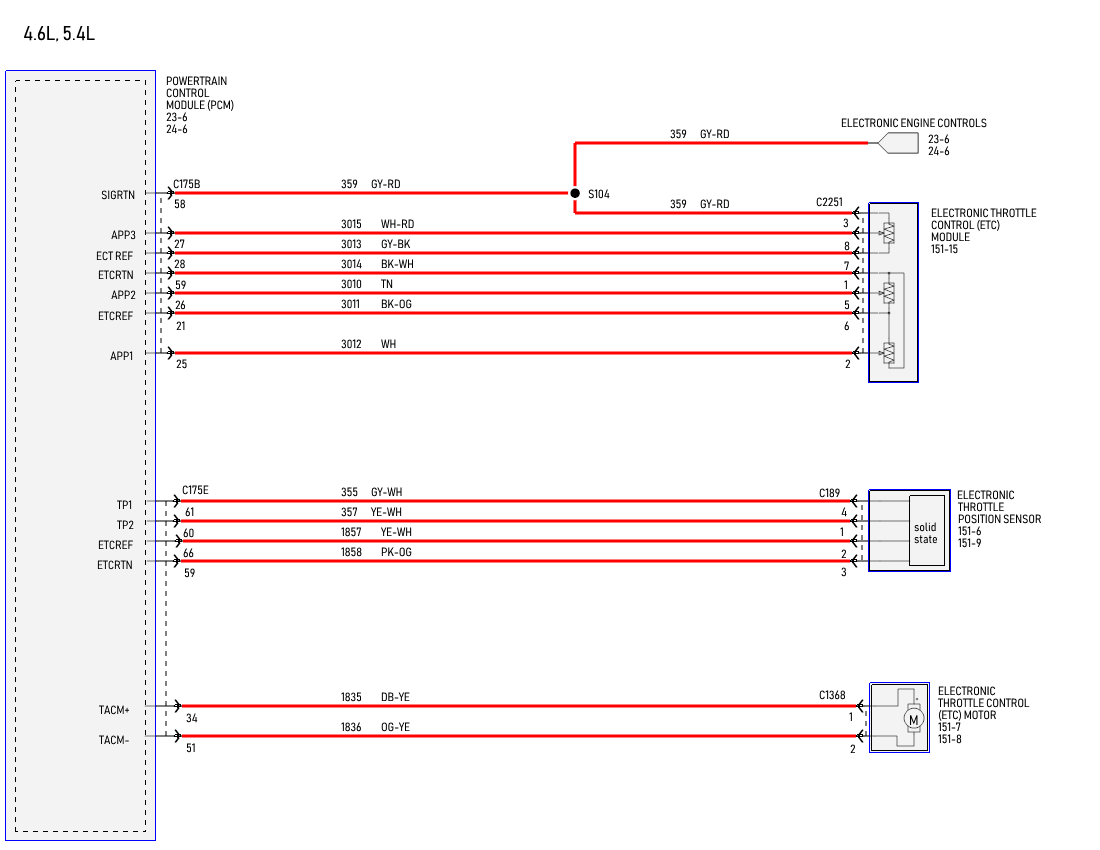 4.6L, 5.4L
POWERTRAIN
CONTROL
MODULE (PCM)
23-6
24-6
ELECTRONIC ENGINE CONTROLS
23-6
24-6
359 GY-RD
SIGRTN C175B 359 GY-RD S104
58
359 GY-RD C2251
3
ELECTRONIC THROTTLE
CONTROL (ETC)
MODULE
151-15
APP3 3015 WH-RD
27 8
ECT REF 3013 GY-BK
28 7
ETCRTN 3014 BK-WH
59 1
APP2 3010 TN
26 5
ETCREF 3011 BK-OG
21 6
APP1 3012 WH
25 2
C175E 355 GY-WH C189
TP1
61 4
TP2 357 YE-WH
60 1
ETCREF 1857 YE-WH
66 2
ETCRTN 1858 PK-OG
59 3
solid
state
ELECTRONIC
THROTTLE
POSITION SENSOR
151-6
151-9
TACM+ 1835 DB-YE C1368
34 1
TACM- 1836 OG-YE
51 2
M
ELECTRONIC
THROTTLE CONTROL
(ETC) MOTOR
151-7
151-8